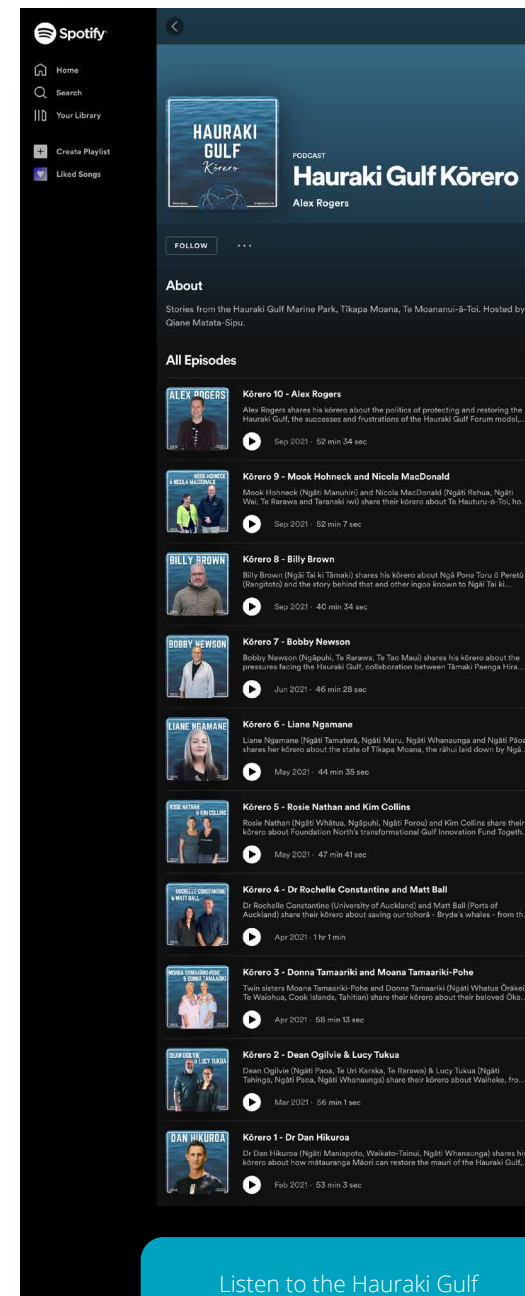 Spotify
Home
Search
Your Library
Create Playlist
Liked Songs
HAURAKI
GULF
Kōrero
PODCAST
Hauraki Gulf Kōrero
Alex Rogers
FOLLOW
About
Stories from the Hauraki Gulf Marine Park, Tīkapa Moana, Te Moananui-ā-Toi. Hosted by
Qiane Matata-Sipu.
All Episodes
ALEX ROGERS
Kōrero 10 - Alex Rogers
Alex Rogers shares his kōrero about the politics of protecting and restoring the
Hauraki Gulf, the successes and frustrations of the Hauraki Gulf Forum model,...
Sep 2021 · 52 min 34 sec
MOOK HOHNECK
& NICOLA MACDONALD
Kōrero 9 - Mook Hohneck and Nicola MacDonald
Mook Hohneck (Ngāti Manuhiri) and Nicola MacDonald (Ngāti Rehua, Ngāti
Wai, Te Rarawa and Taranaki iwi) share their kōrero about Te Hauturu-ō-Toi, ho...
Sep 2021 · 52 min 7 sec
BILLY BROWN
Kōrero 8 - Billy Brown
Billy Brown (Ngāi Tai ki Tāmaki) shares his kōrero about Ngā Pona Toru ō Peretū
(Rangitoto) and the story behind that and other ingoa known to Ngāi Tai ki...
Sep 2021 · 40 min 34 sec
BOBBY NEWSON
Kōrero 7 - Bobby Newson
Bobby Newson (Ngāpuhi, Te Rarawa, Te Tao Maui) shares his kōrero about the
pressures facing the Hauraki Gulf, collaboration between Tāmaki Paenga Hira...
Jun 2021 · 46 min 28 sec
LIANE NGAMANE
Kōrero 6 - Liane Ngamane
Liane Ngamane (Ngāti Tamaterā, Ngāti Maru, Ngāti Whanaunga and Ngāti Pāoa
shares her kōrero about the state of Tīkapa Moana, the rāhui laid down by Ngā...
May 2021 · 44 min 35 sec
ROSIE NATHAN
& KIM COLLINS
Kōrero 5 - Rosie Nathan and Kim Collins
Rosie Nathan (Ngāti Whātua, Ngāpuhi, Ngāti Porou) and Kim Collins share their
kōrero about Foundation North's transformational Gulf Innovation Fund Togeth...
May 2021 · 47 min 41 sec
ROCHELLE CONSTANTINE
& MATT BALL
Kōrero 4 - Dr Rochelle Constantine and Matt Ball
Dr Rochelle Constantine (University of Auckland) and Matt Ball (Ports of
Auckland) share their kōrero about saving our tohorā - Bryde's whales - from th...
Apr 2021 · 1 hr 1 min
MOANA TAMAARIKI-POHE
& DONNA TAMAARIKI
Kōrero 3 - Donna Tamaariki and Moana Tamaariki-Pohe
Twin sisters Moana Tamaariki-Pohe and Donna Tamaariki (Ngāti Whatua Ōrākei,
Te Waiohua, Cook Islands, Tahitian) share their kōrero about their beloved Ōka...
Apr 2021 · 58 min 13 sec
DEAN OGILVIE
& LUCY TUKUA
Kōrero 2 - Dean Ogilvie & Lucy Tukua
Dean Ogilvie (Ngāti Paoa, Te Uri Karaka, Te Rarawa) & Lucy Tukua (Ngāti
Tahinga, Ngāti Paoa, Ngāti Whanaunga) share their kōrero about Waiheke, fro...
Mar 2021 · 56 min 1 sec
DAN HIKUROA
Kōrero 1 - Dr Dan Hikuroa
Dr Dan Hikuroa (Ngāti Maniapoto, Waikato-Tainui, Ngāti Whanaunga) shares his
kōrero about how mātauranga Māori can restore the mauri of the Hauraki Gulf,...
Feb 2021 · 53 min 3 sec
Listen to the Hauraki Gulf